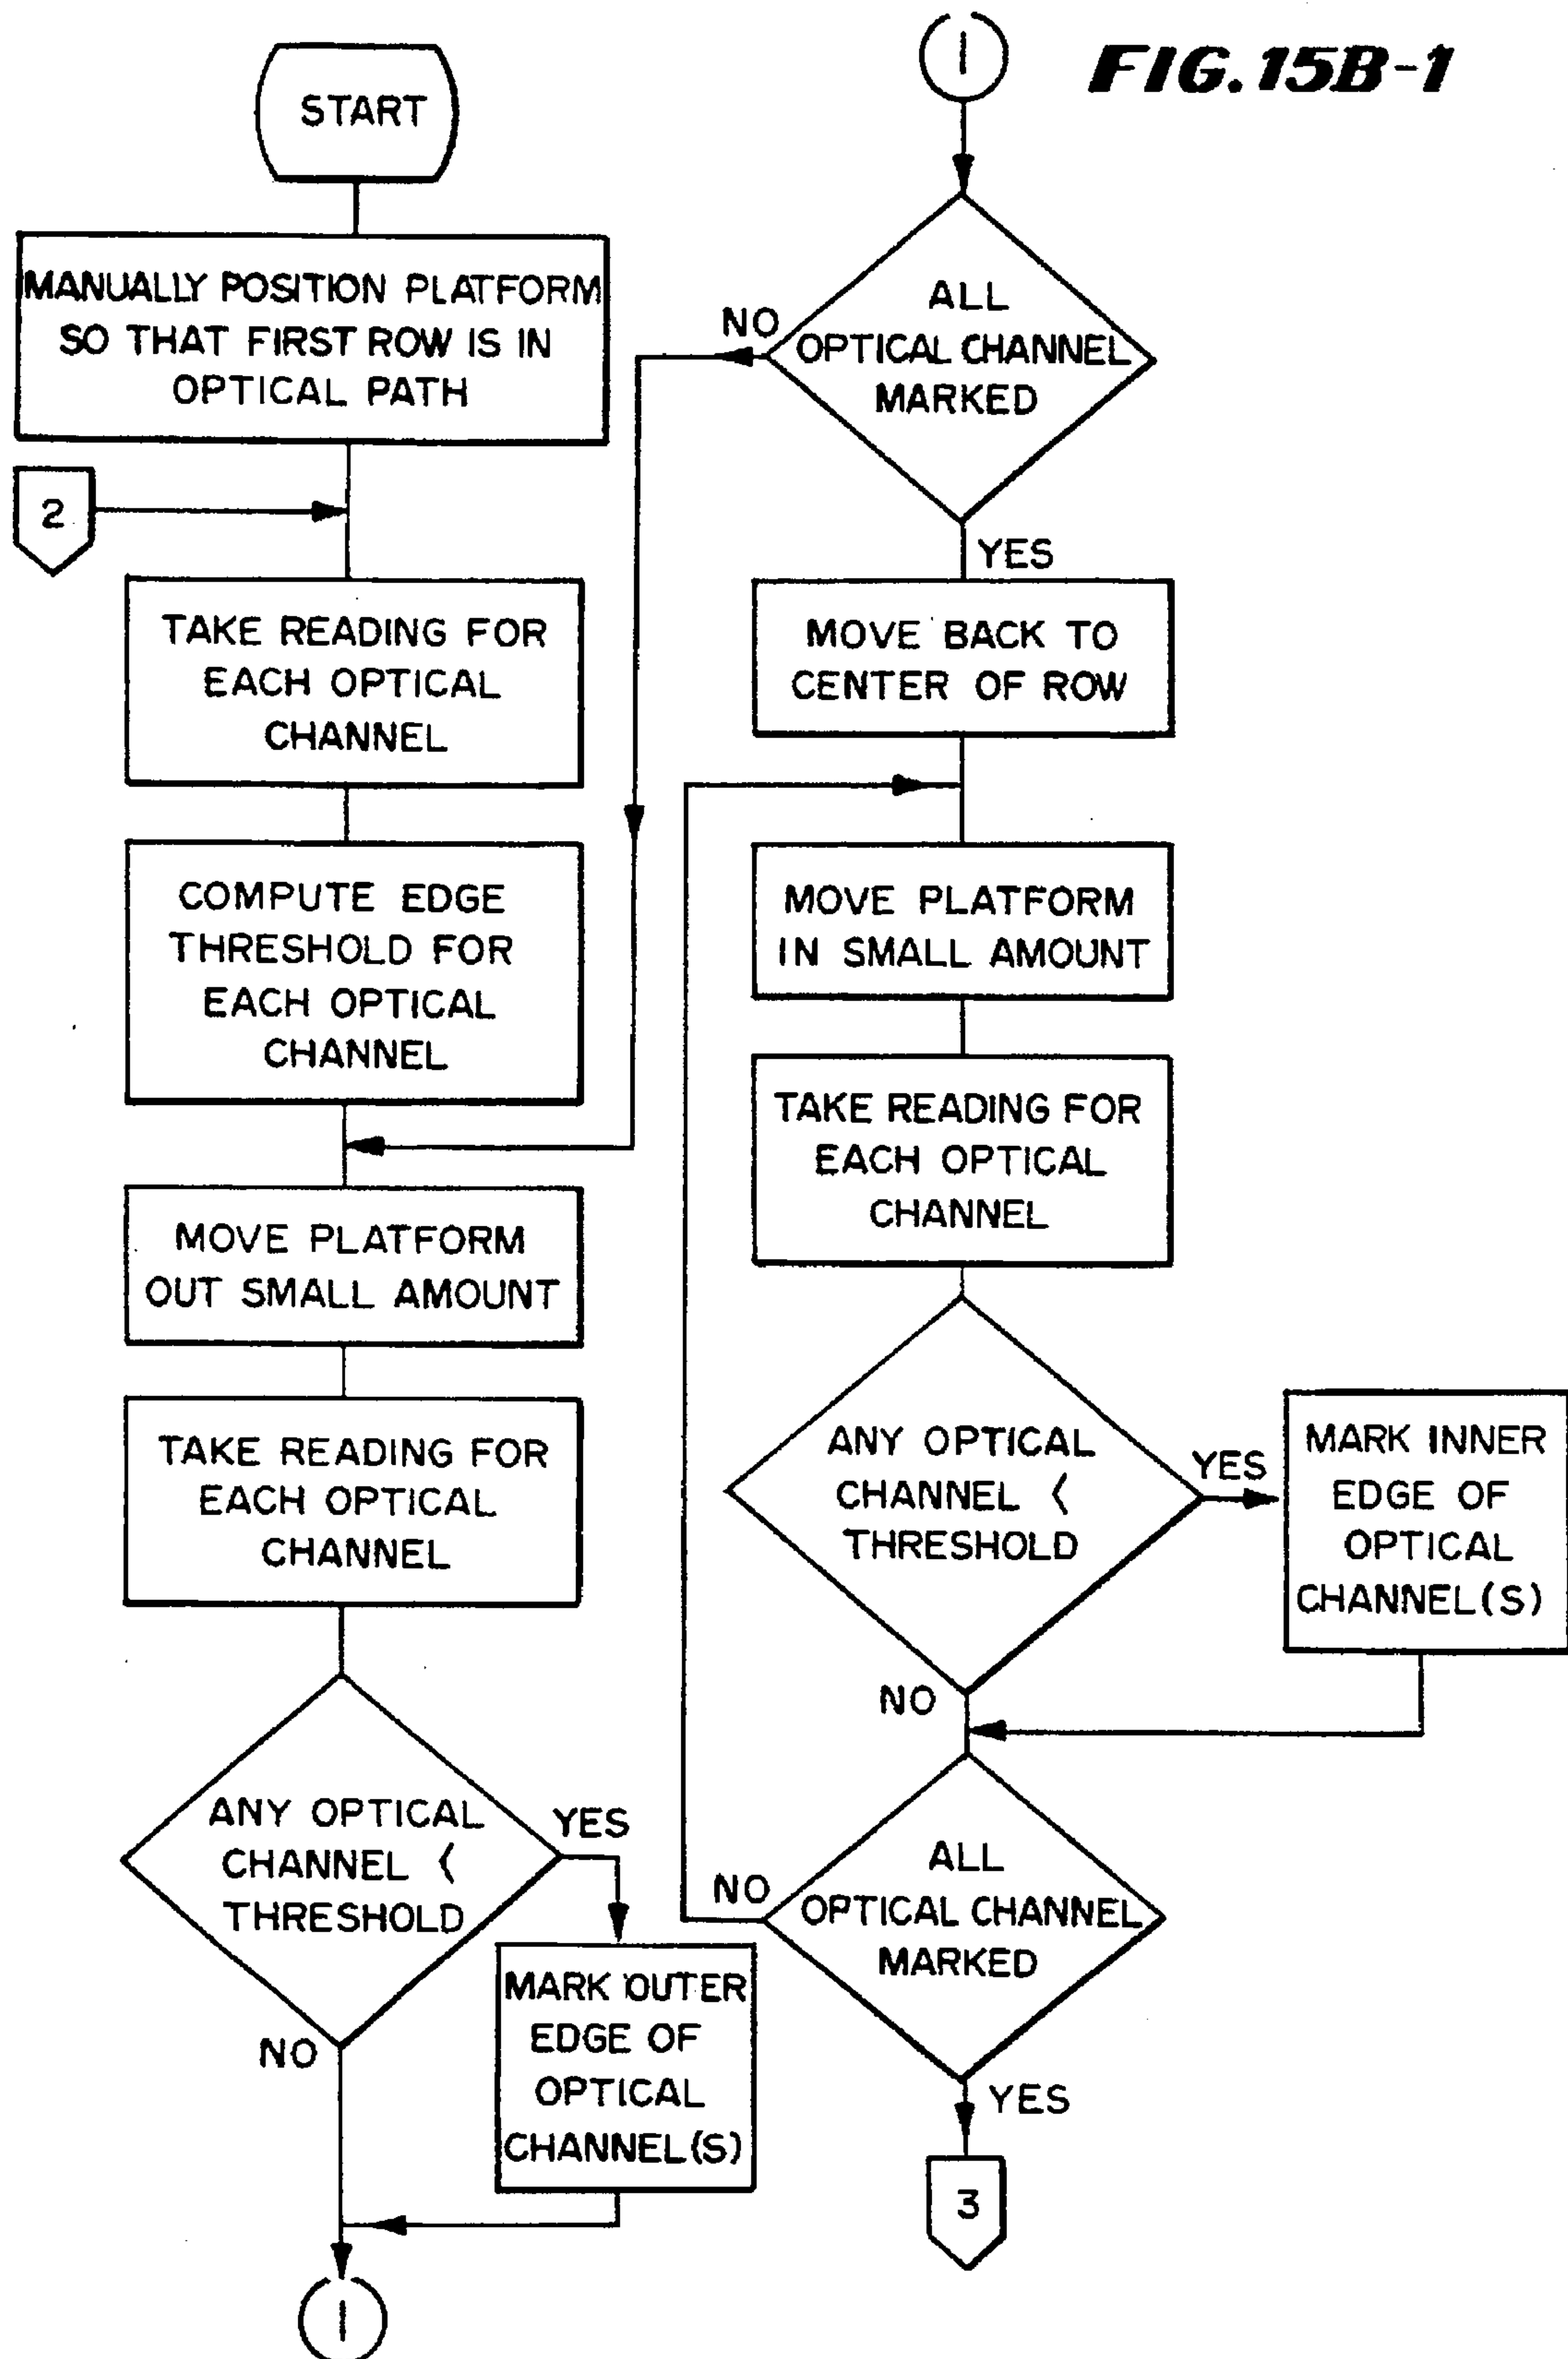 FIG. 15B-1
START
MANUALLY POSITION PLATFORM
SO THAT FIRST ROW IS IN
OPTICAL PATH
2
TAKE READING FOR
EACH OPTICAL
CHANNEL
COMPUTE EDGE
THRESHOLD FOR
EACH OPTICAL
CHANNEL
MOVE PLATFORM
OUT SMALL AMOUNT
TAKE READING FOR
EACH OPTICAL
CHANNEL
ANY OPTICAL
CHANNEL <
THRESHOLD
YES
NO
MARK OUTER
EDGE OF
OPTICAL
CHANNEL(S)
1
1
ALL
OPTICAL CHANNEL
MARKED
NO
YES
MOVE BACK TO
CENTER OF ROW
MOVE PLATFORM
IN SMALL AMOUNT
TAKE READING FOR
EACH OPTICAL
CHANNEL
ANY OPTICAL
CHANNEL <
THRESHOLD
YES
MARK INNER
EDGE OF
OPTICAL
CHANNEL(S)
NO
ALL
OPTICAL CHANNEL
MARKED
NO
YES
3